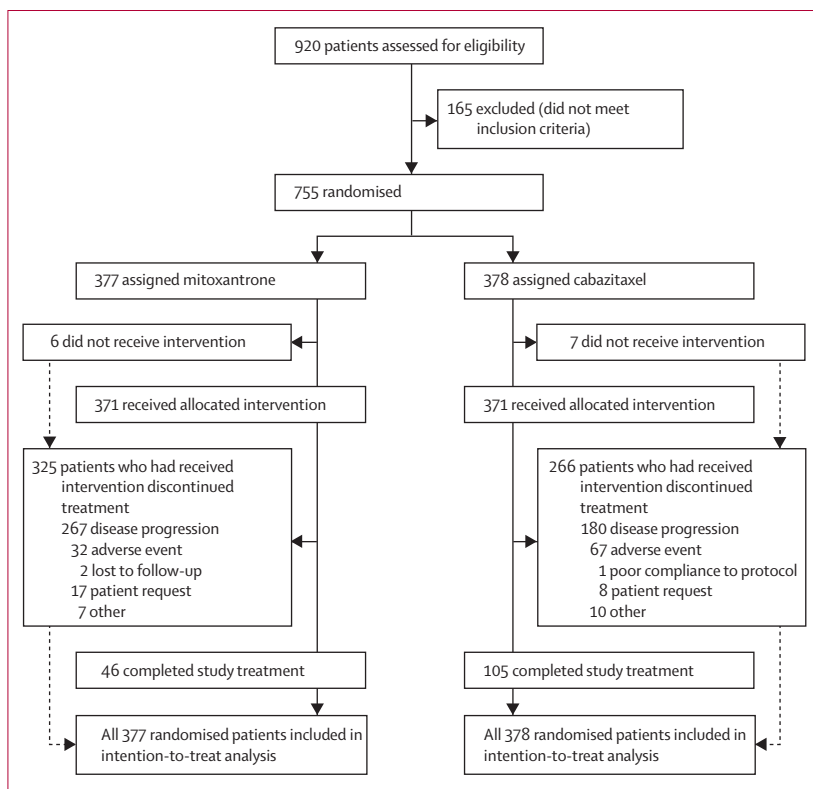 920 patients assessed for eligibility
165 excluded (did not meet
inclusion criteria)
755 randomised
377 assigned mitoxantrone
378 assigned cabazitaxel
6 did not receive intervention
7 did not receive intervention
371 received allocated intervention
371 received allocated intervention
325 patients who had received
intervention discontinued
treatment
267 disease progression
32 adverse event
2 lost to follow-up
17 patient request
7 other
266 patients who had received
intervention discontinued
treatment
180 disease progression
67 adverse event
1 poor compliance to protocol
8 patient request
10 other
46 completed study treatment
105 completed study treatment
All 377 randomised patients included in
intention-to-treat analysis
All 378 randomised patients included in
intention-to-treat analysis